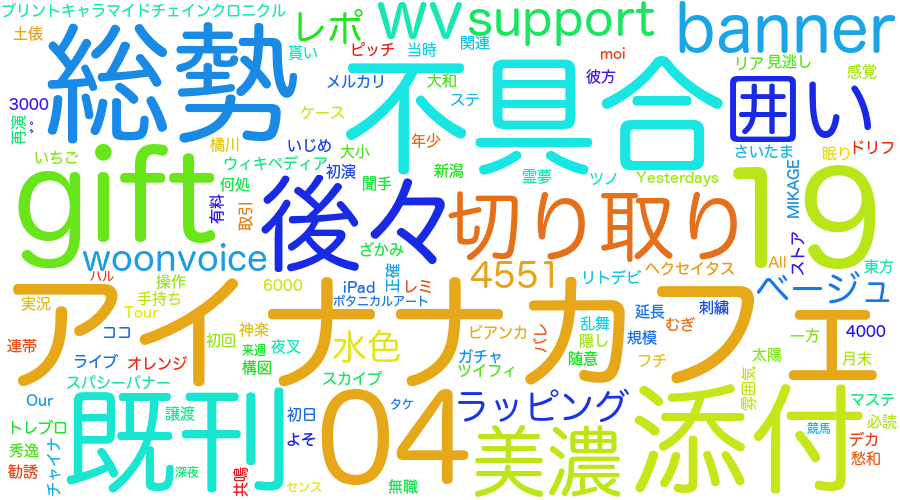 プリントキャラマイドチェインクロニクル
土俵
レポ
WV
support
banner
貰い
ピッチ
当時
関連
moi
リア
見逃し
感覚
総勢
不具合
囲い
メルカリ
大和
ステ
彼方
3000
再演
ケース
年少
橘川
いじめ
さいたま
眠り
ドリフ
いちご
ウィキペディア
大小
初演
聞手
新潟
霊夢
ツノ
Yesterdays
MIKAGE
gift
何処
有料
取引
後々
切り取り
19
woonvoice
ざかみ
正確
4551
ヘクセイタス
All
ストア
東方
ハル
操作
6000
iPad
レミ
リトデビ
ベージュ
実況
手持ち
Tour
ボタニカルアート
アイナナカフェ
連帯
ココ
初回
神楽
来週
夜叉
水色
ビアンカ
バレ
乱舞
隠し
延長
刺繍
むぎ
規模
一方
4000
ライブ
オレンジ
構図
ガチャ
ツイフィ
随意
フチ
太陽
月末
スパシーバナー
スカイプ
雰囲気
Our
既刊
譲渡
初日
04
タケ
ラッピング
添付
マステ
必読
トレブロ
秀逸
よそ
美濃
競馬
デカ
愁和
勧誘
チャイナ
深夜
共鳴
センス
無職